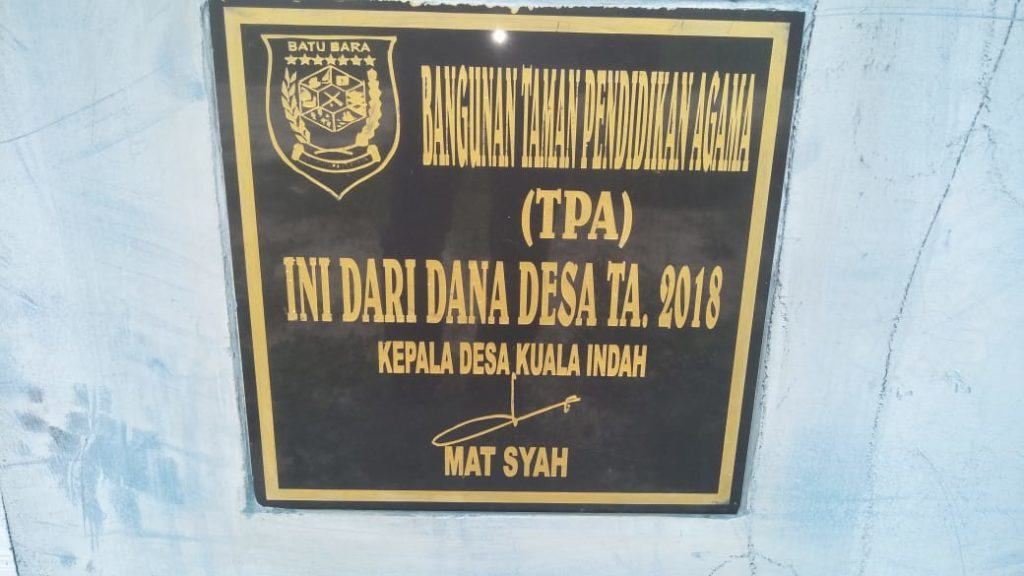 BATU BARA
BANGUNAN TAMAN PENDIDIKAN AGAMA
(TPA)
INI DARI DANA DESA TA. 2018
KEPALA DESA KUALA INDAH
MAT SYAH